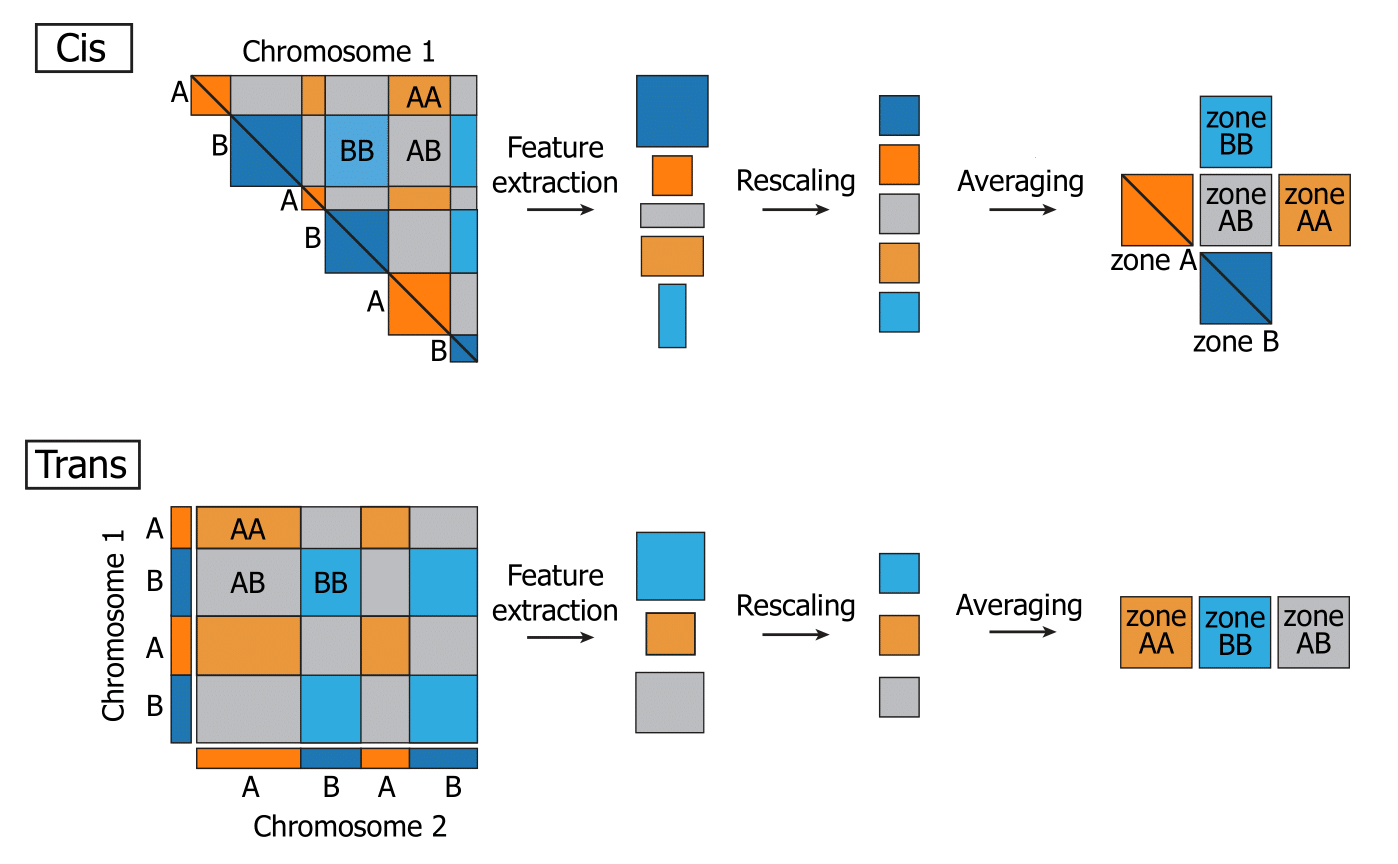 Cis
Chromosome 1
A
AA
B
BB
AB
A
B
A
B
Feature
extraction
Rescaling
Averaging
zone
BB
zone
AB
zone
AA
zone A
zone B
Trans
Chromosome 1
A
AA
B
AB
BB
A
B
A
B
A
B
Chromosome 2
Feature
extraction
Rescaling
Averaging
zone
AA
zone
BB
zone
AB